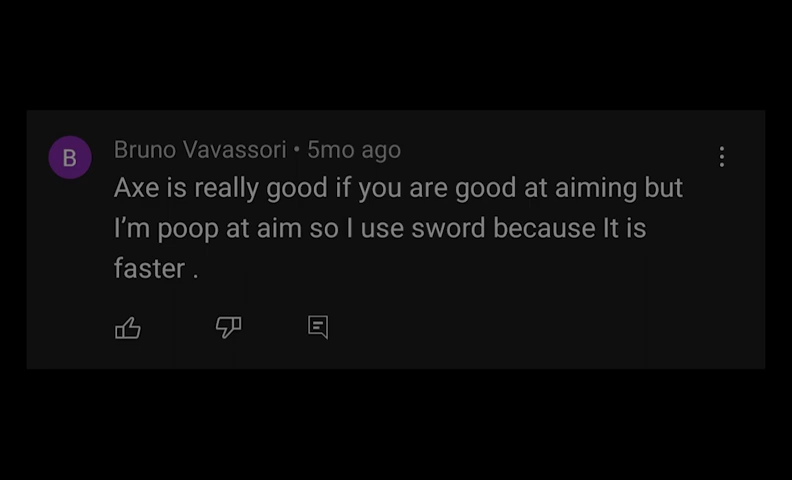 B
Bruno Vavassori • 5mo ago
Axe is really good if you are good at aiming but
I'm poop at aim so I use sword because It is
faster .